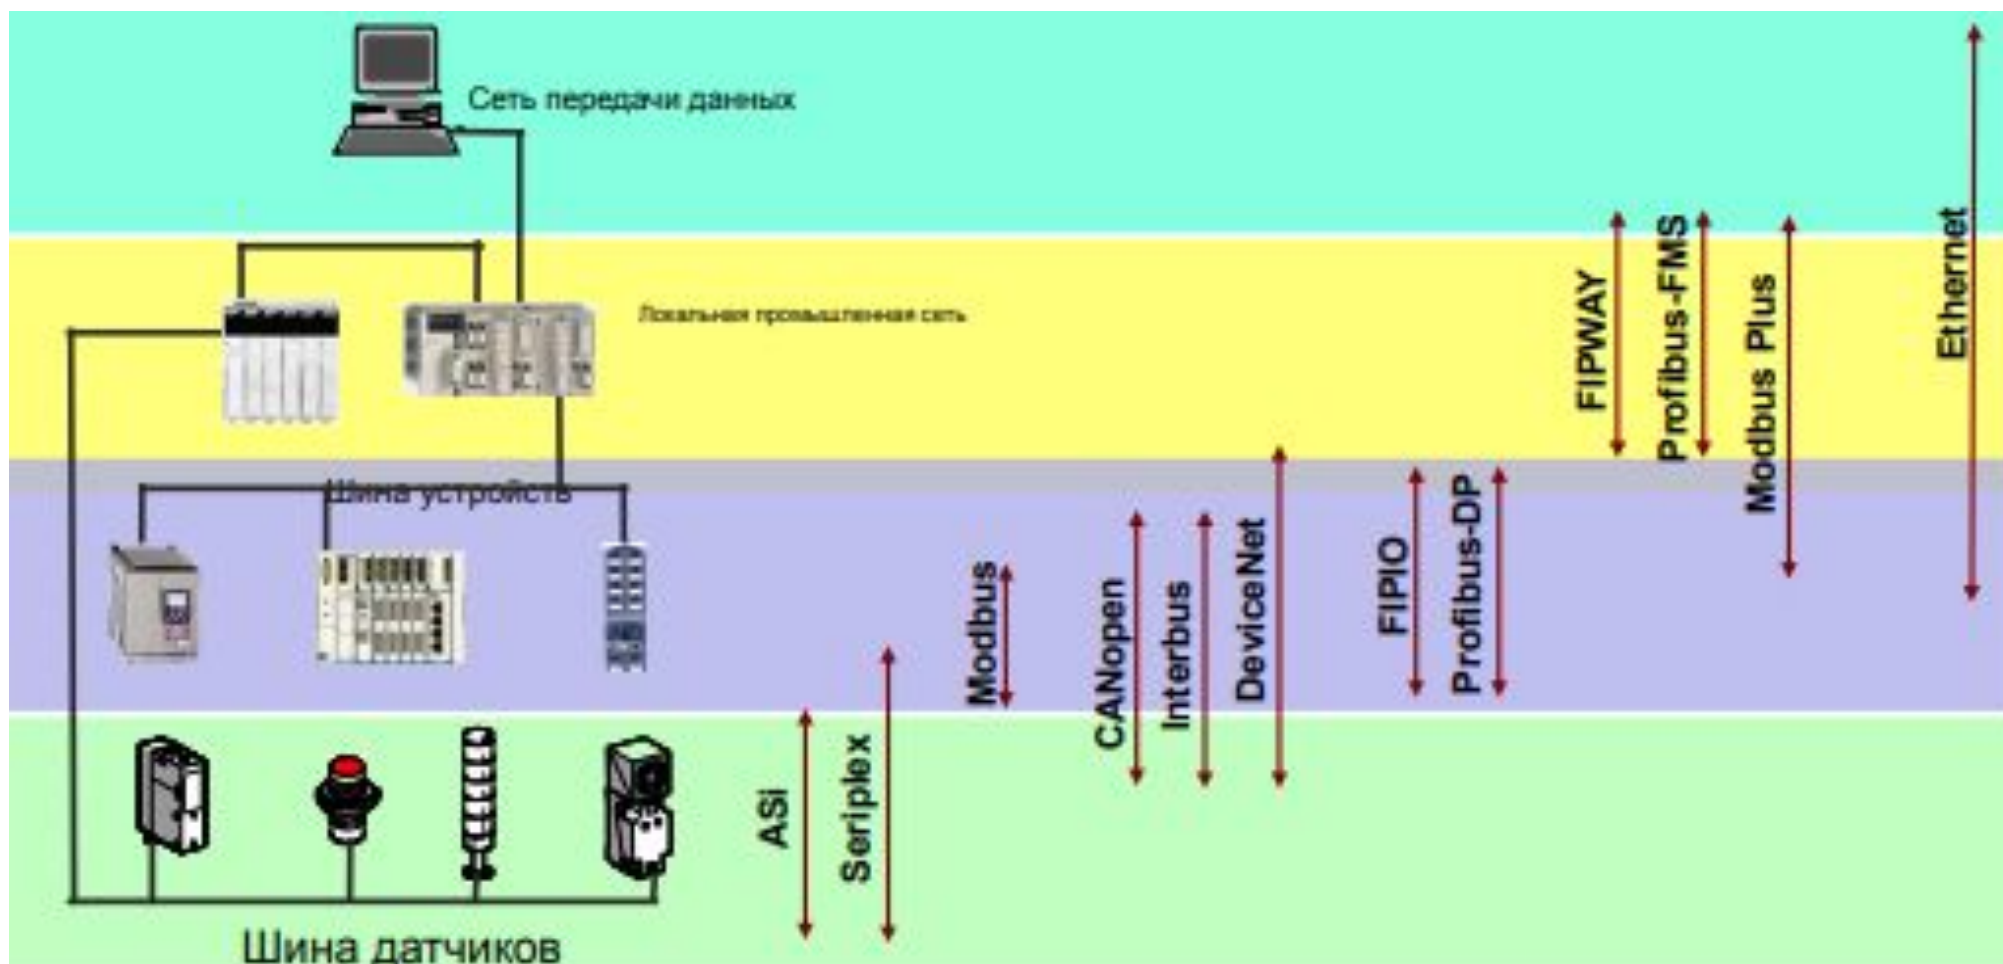 Сеть передачи данных
Локальная промышленная сеть
Шина устройств
Шина датчиков
ASi
Seriplex
Modbus
CANopen
Interbus
DeviceNet
FIPIO
Profibus-DP
FIPWAY
Profibus-FMS
Modbus Plus
Ethernet